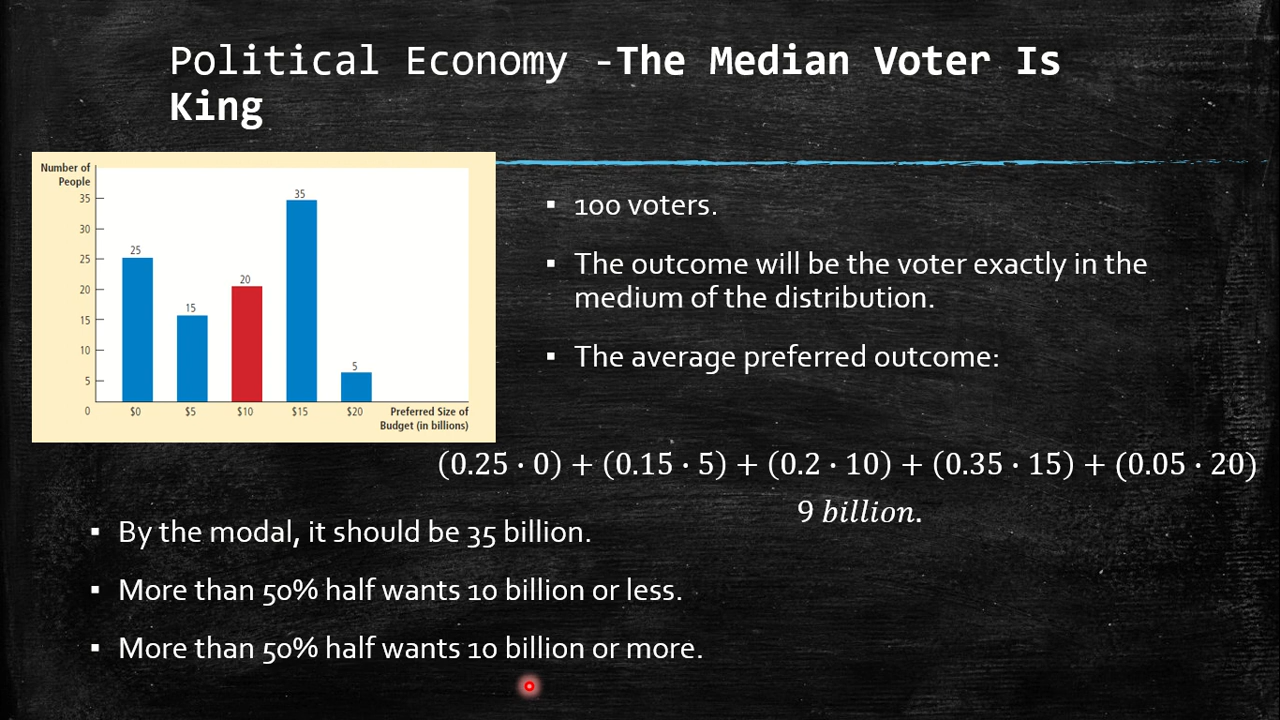 Political Economy -The Median Voter Is
King
Number of
People
35
30
25
20
15
10
5
0
25
15
20
35
5
$0
$5
$10
$15
$20
Preferred Size of
Budget (in billions)
▪ 100 voters.
▪ The outcome will be the voter exactly in the
medium of the distribution.
▪ The average preferred outcome:
(0.25 · 0) + (0.15 · 5) + (0.2 · 10) + (0.35 · 15) + (0.05 · 20)
9 billion.
▪ By the modal, it should be 35 billion.
▪ More than 50% half wants 10 billion or less.
▪ More than 50% half wants 10 billion or more.